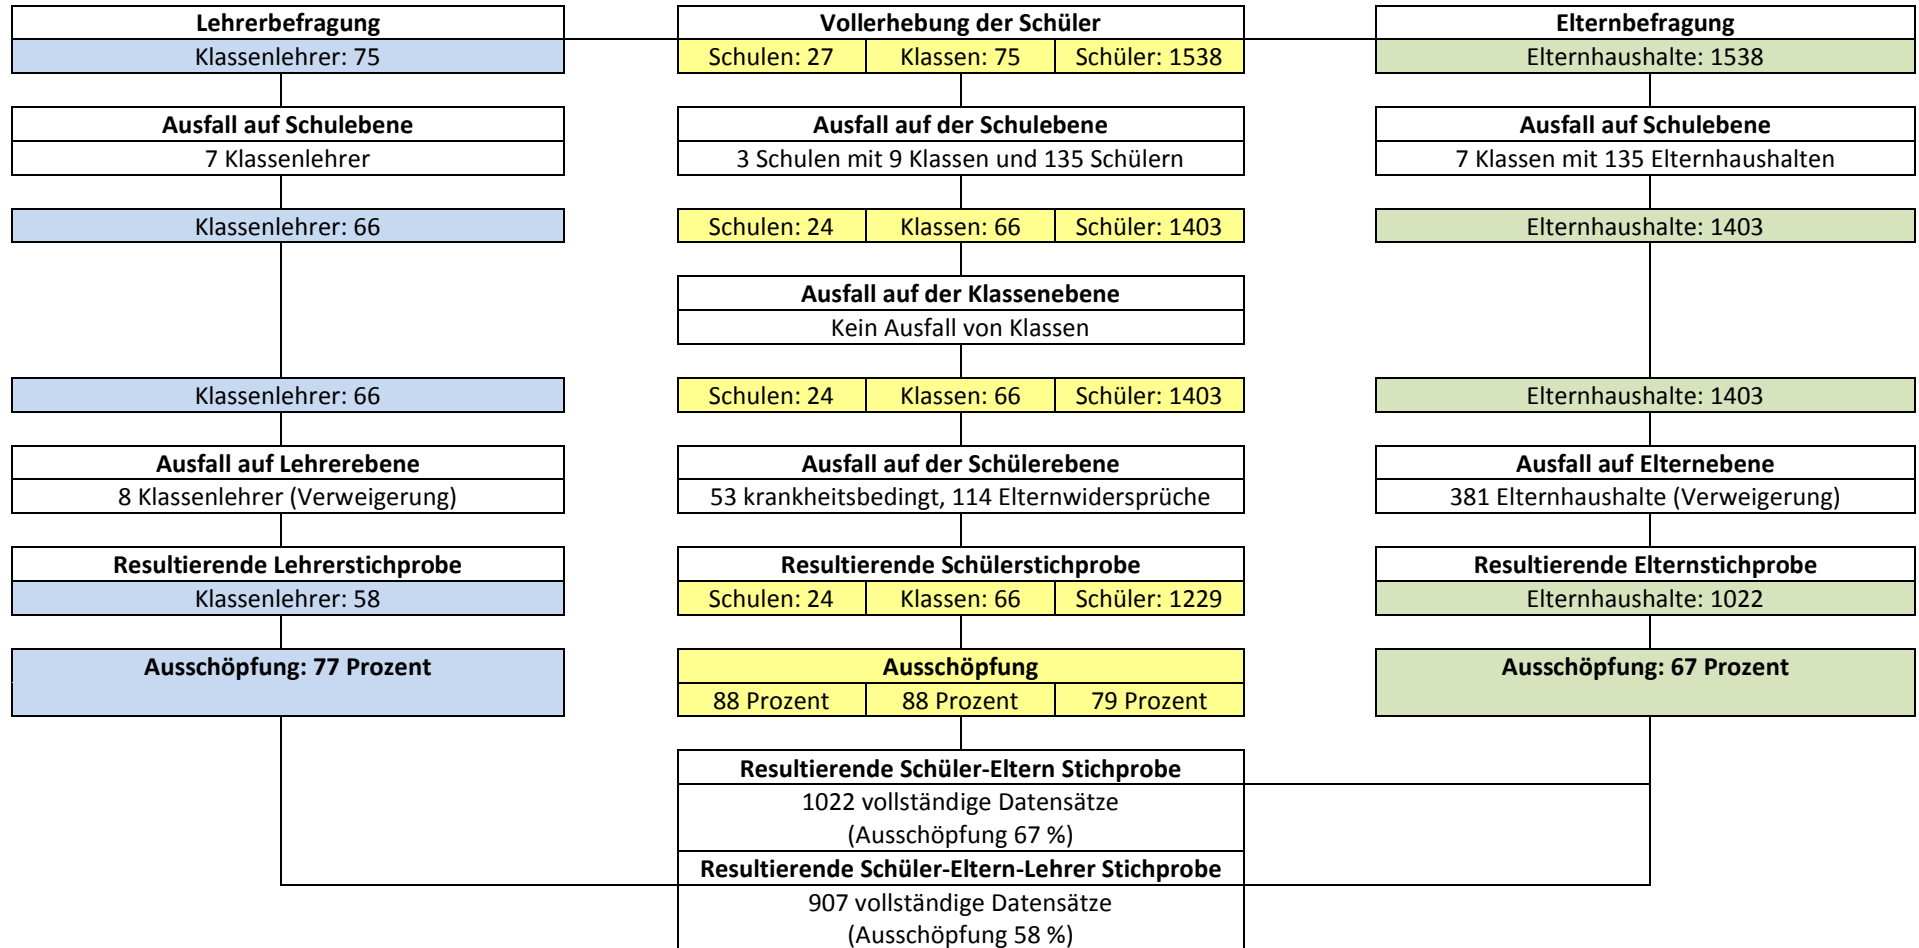 Lehrerbefragung
Vollerhebung der Schüler
Elternbefragung
Klassenlehrer: 75
Schulen: 27
Klassen: 75
Schüler: 1538
Elternhaushalte: 1538
Ausfall auf Schulebene
Ausfall auf der Schulebene
Ausfall auf Schulebene
7 Klassenlehrer
3 Schulen mit 9 Klassen und 135 Schülern
7 Klassen mit 135 Elternhaushalten
Klassenlehrer: 66
Schulen: 24
Klassen: 66
Schüler: 1403
Elternhaushalte: 1403
Ausfall auf der Klassenebene
Kein Ausfall von Klassen
Klassenlehrer: 66
Schulen: 24
Klassen: 66
Schüler: 1403
Elternhaushalte: 1403
Ausfall auf Lehrerebene
Ausfall auf der Schülerebene
Ausfall auf Elternebene
8 Klassenlehrer (Verweigerung)
53 krankheitsbedingt, 114 Elternwidersprüche
381 Elternhaushalte (Verweigerung)
Resultierende Lehrerstichprobe
Resultierende Schülerstichprobe
Resultierende Elternstichprobe
Klassenlehrer: 58
Schulen: 24
Klassen: 66
Schüler: 1229
Elternhaushalte: 1022
Ausschöpfung: 77 Prozent
Ausschöpfung
Ausschöpfung: 67 Prozent
88 Prozent
88 Prozent
79 Prozent
Resultierende Schüler-Eltern Stichprobe
1022 vollständige Datensätze
(Ausschöpfung 67 %)
Resultierende Schüler-Eltern-Lehrer Stichprobe
907 vollständige Datensätze
(Ausschöpfung 58 %)